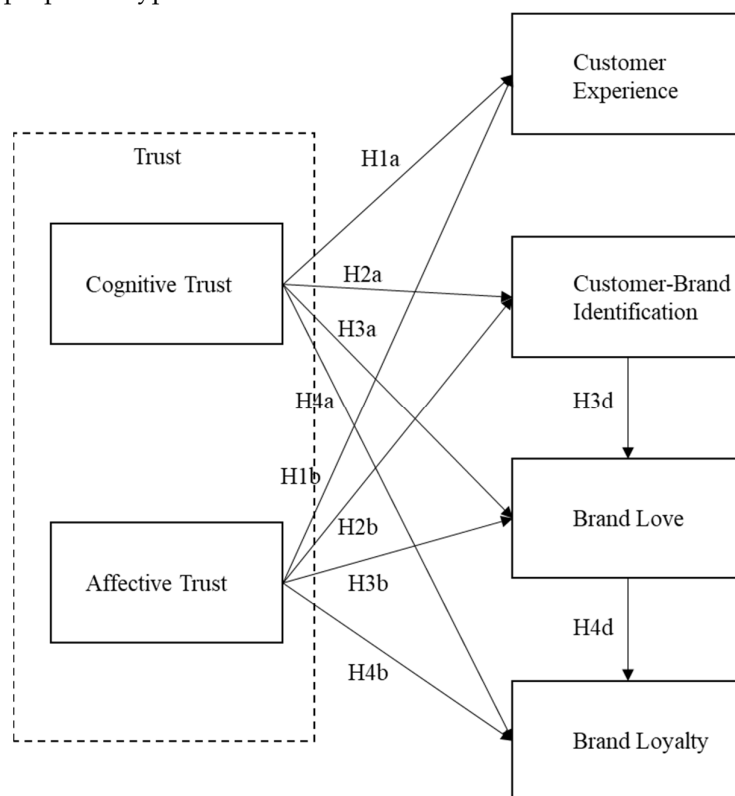 Customer
Experience
Trust
H1a
Cognitive Trust
H2a
Customer-Brand
Identification
H3a
H4a
H3d
H1b
Brand Love
H2b
Affective Trust
H3b
H4d
H4b
Brand Loyalty